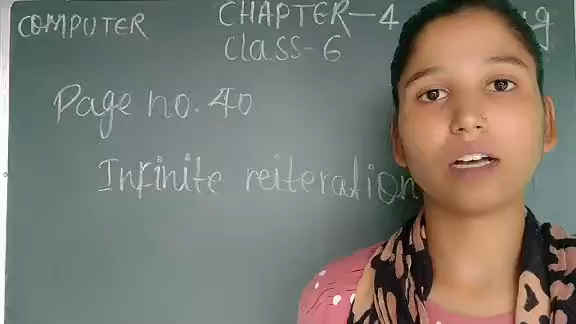 COMPUTER CHAPTER-4
Class-6
Page no. 40
Infinite reiteration